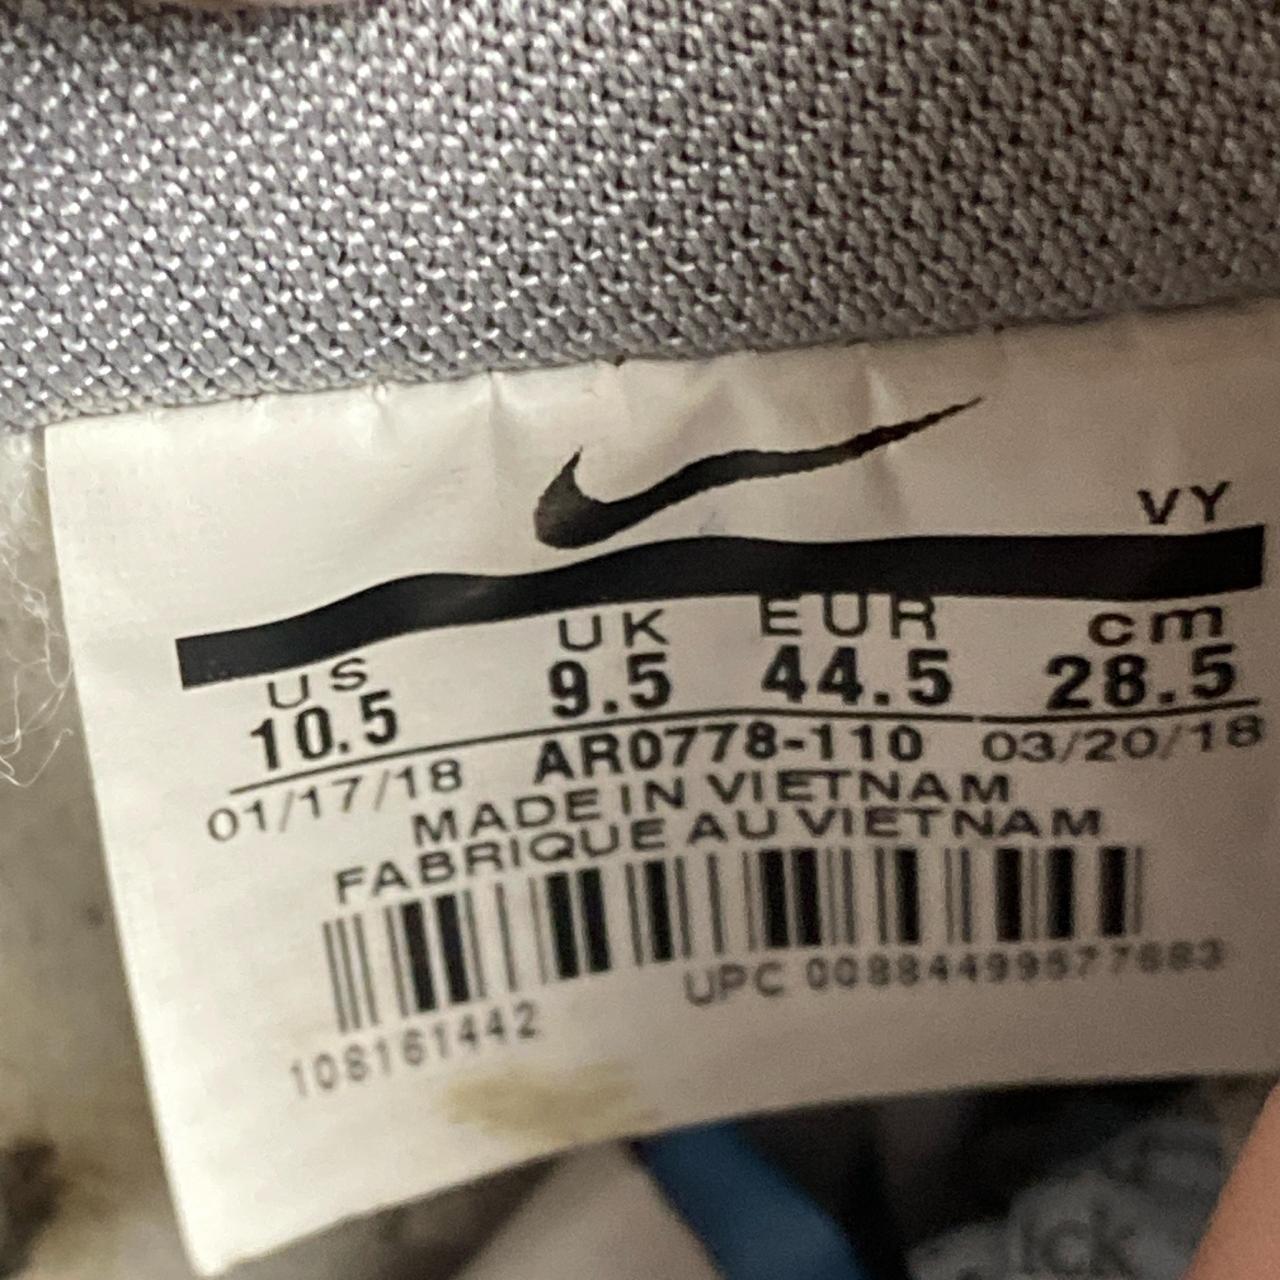 VY
US UK EUR cm
10.5 9.5 44.5 28.5
01/17/18 AR0778-110 03/20/18
MADE IN VIETNAM
FABRIQUE AU VIETNAM
UPC
108161442
ick